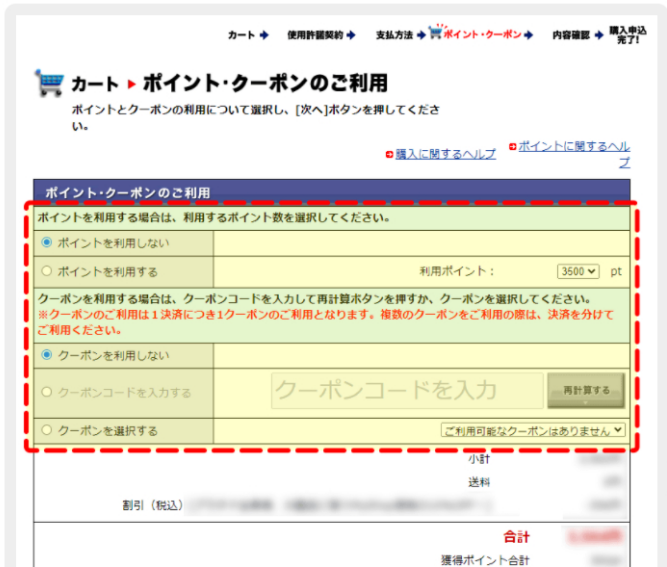 カート ➔ 使用許諾契約 ➔ 支払方法 ➔ ポイント・クーポン ➔ 内容確認 ➔ 購入申込完了!
カート ▶ ポイント・クーポンのご利用
ポイントとクーポンの利用について選択し、[次へ]ボタンを押してくださ
い。
購入に関するヘルプ ポイントに関するヘル
プ
ポイント・クーポンのご利用
ポイントを利用する場合は、利用するポイント数を選択してください。
ポイントを利用しない
ポイントを利用する 利用ポイント： 3500 pt
クーポンを利用する場合は、クーポンコードを入力して再計算ボタンを押すか、クーポンを選択してください。
※クーポンのご利用は１決済につき1クーポンのご利用となります。複数のクーポンをご利用の際は、決済を分けて
ご利用ください。
クーポンを利用しない
クーポンコードを入力する クーポンコードを入力 再計算する
クーポンを選択する ご利用可能なクーポンはありません
小計
送料
割引（税込）
合計
獲得ポイント合計